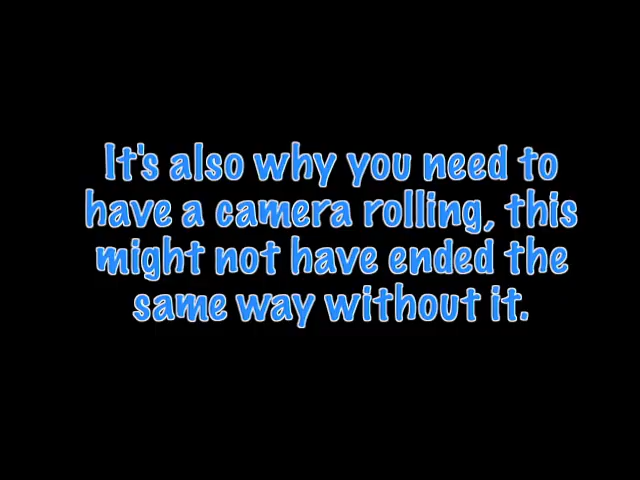 It's also why you need to
have a camera rolling, this
might not have ended the
same way without it.